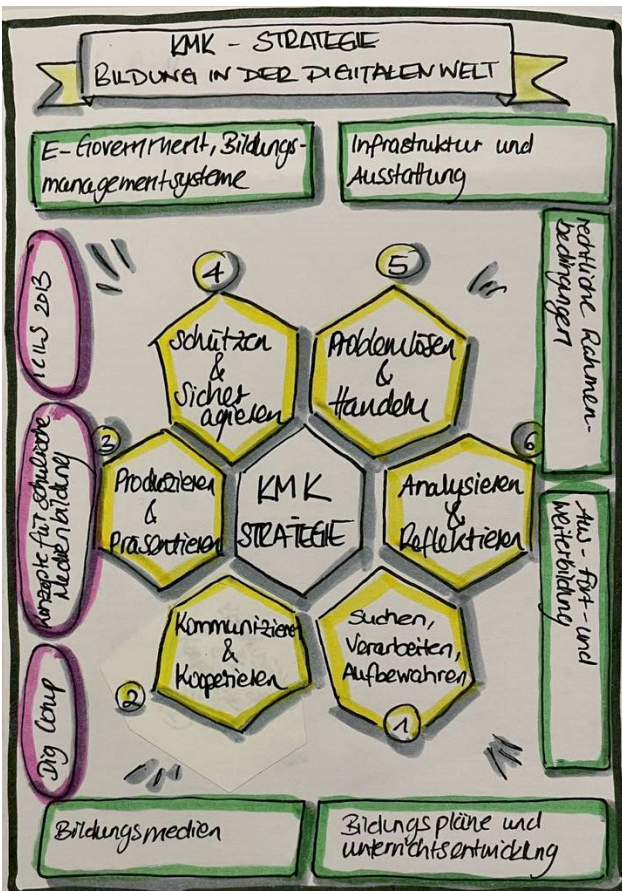 KMK - STRATEGIE
BILDUNG IN DER DIGITALEN WELT
E-Government, Bildungs-
managementsysteme
Infrastruktur und
Ausstattung
rechtliche Rahmen-
bedingungen
Aus- Fort- und
Weiterbildung
ICILS 2013
Konzepte für schulische
Medienbildung
Dig Comp
4
Schützen
&
Sicher
agieren
5
Problemlösen
&
Handeln
3
Produzieren
&
Präsentieren
KMK
STRATEGIE
6
Analysieren
&
Reflektieren
Kommunizieren
&
Kooperieren
2
Suchen,
Verarbeiten,
Aufbewahren
1
Bildungsmedien
Bildungspläne und
unterrichtsentwicklung